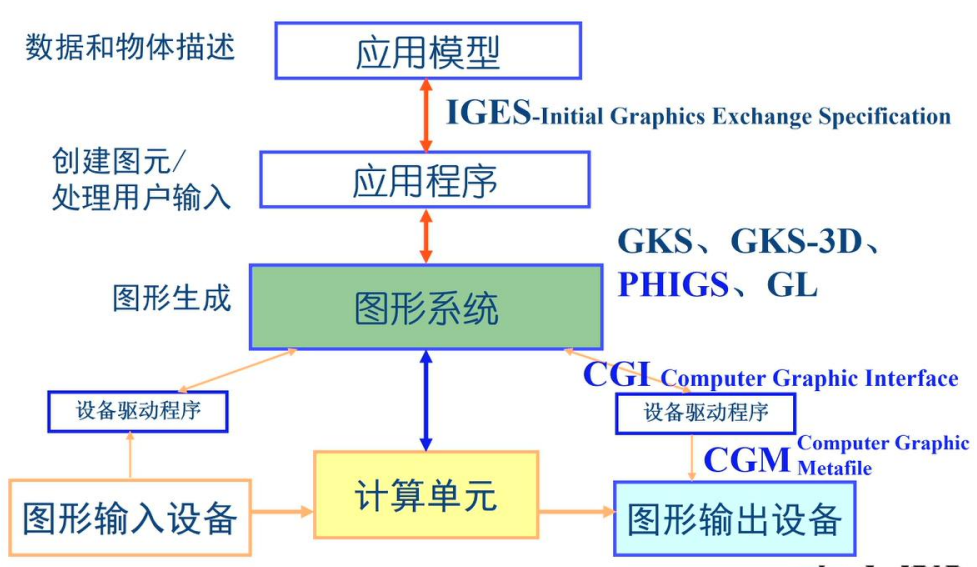 数据和物体描述
应用模型
IGES-Initial Graphics Exchange Specification
创建图元/
处理用户输入
应用程序
GKS、GKS-3D、
PHIGS、GL
图形生成
图形系统
CGI Computer Graphic Interface
设备驱动程序
设备驱动程序
CGM Computer Graphic
Metafile
图形输入设备
计算单元
图形输出设备